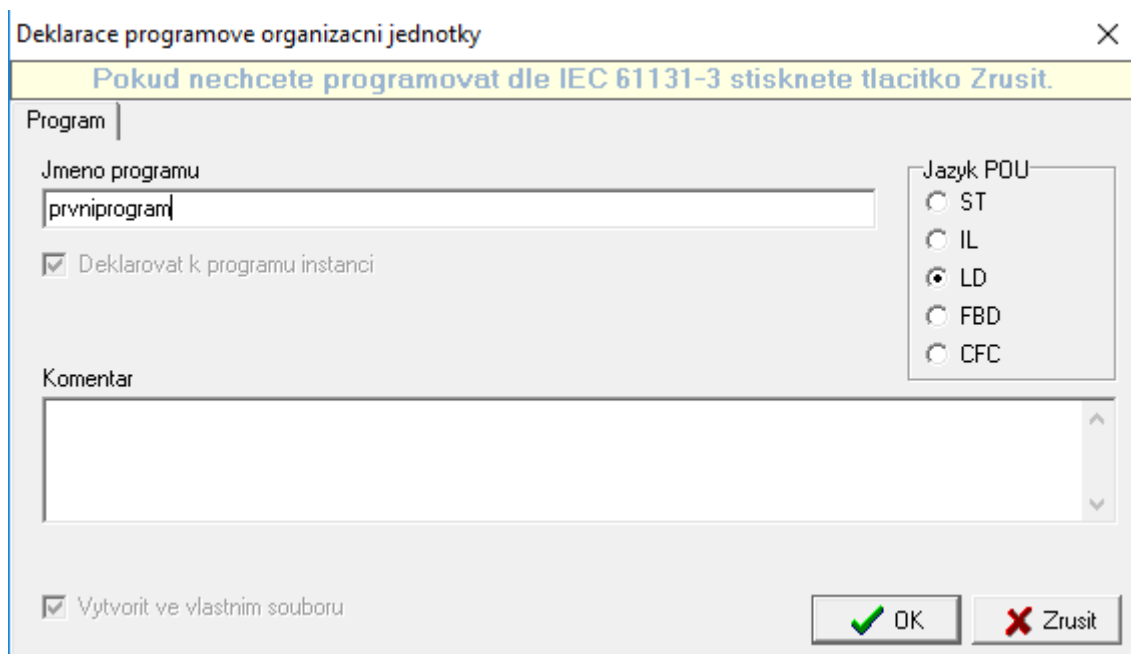 Deklarace programove organizacni jednotky
Pokud nechcete programovat dle IEC 61131-3 stisknete tlacitko Zrusit.
Program
Jmeno programu
prvniprogram
Deklarovat k programu instanci
Jazyk POU
ST
IL
LD
FBD
CFC
Komentar
Vytvorit ve vlastnim souboru
OK
Zrusit